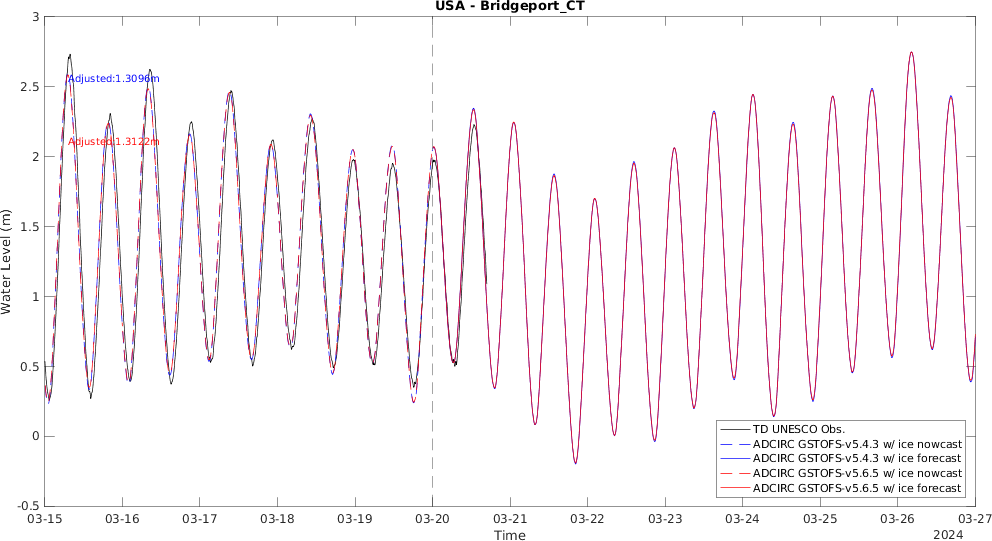 USA - Bridgeport_CT
3
2.5
2
1.5
1
0.5
0
-0.5
Water Level (m)
Adjusted:1.3096m
Adjusted:1.3122m
TD UNESCO Obs.
ADCIRC GSTOFS-v5.4.3 w/ ice nowcast
ADCIRC GSTOFS-v5.4.3 w/ ice forecast
ADCIRC GSTOFS-v5.6.5 w/ ice nowcast
ADCIRC GSTOFS-v5.6.5 w/ ice forecast
03-15 03-16 03-17 03-18 03-19 03-20 03-21 03-22 03-23 03-24 03-25 03-26 03-27
Time
2024